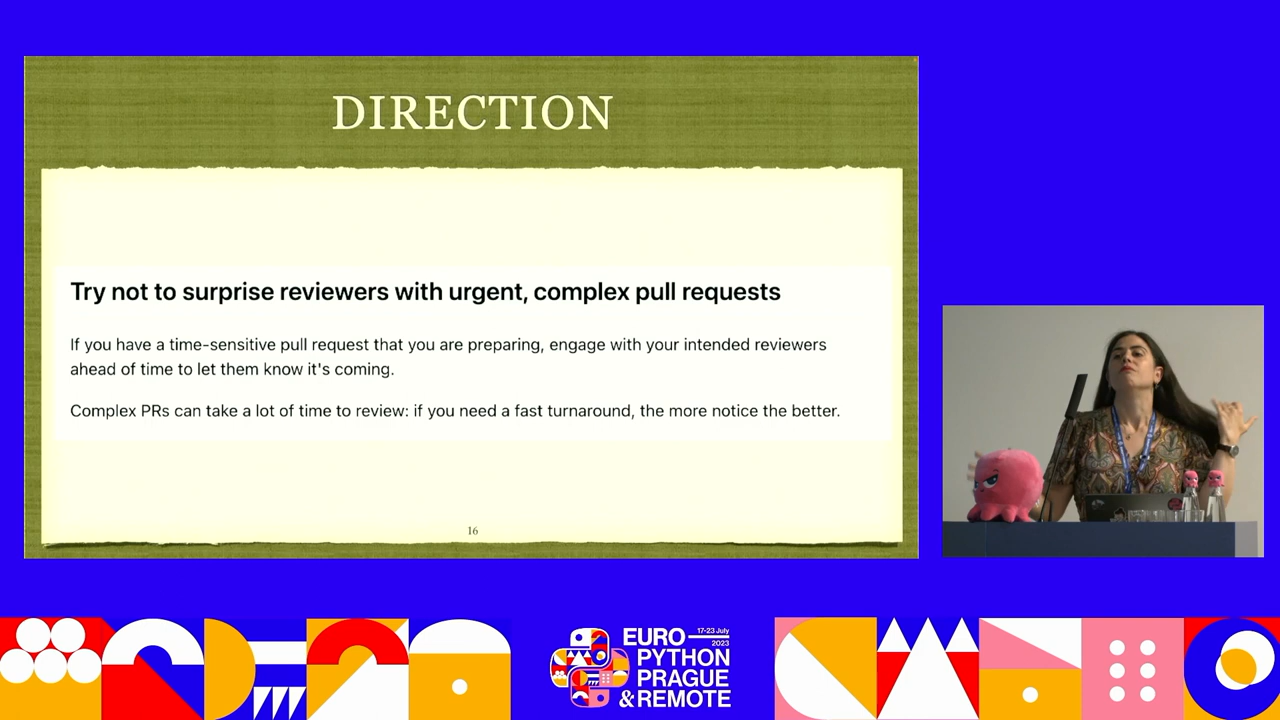 DIRECTION
Try not to surprise reviewers with urgent, complex pull requests
If you have a time-sensitive pull request that you are preparing, engage with your intended reviewers
ahead of time to let them know it's coming.
Complex PRs can take a lot of time to review: if you need a fast turnaround, the more notice the better.
16
EURO
17-23 July
2023
PYTHON
PRAGUE
& REMOTE